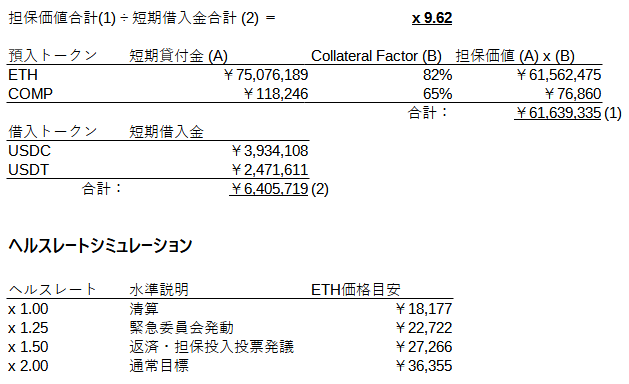 担保価値合計(1) ÷ 短期借入金合計 (2) = x 9.62
預入トークン 短期貸付金 (A) Collateral Factor (B) 担保価値 (A) x (B)
ETH ￥75,076,189 82% ￥61,562,475
COMP ￥118,246 65% ￥76,860
合計： ￥61,639,335 (1)
借入トークン 短期借入金
USDC ￥3,934,108
USDT ￥2,471,611
合計： ￥6,405,719 (2)
ヘルスレートシミュレーション
ヘルスレート 水準説明 ETH価格目安
x 1.00 清算 ￥18,177
x 1.25 緊急委員会発動 ￥22,722
x 1.50 返済・担保投入投票発議 ￥27,266
x 2.00 通常目標 ￥36,355